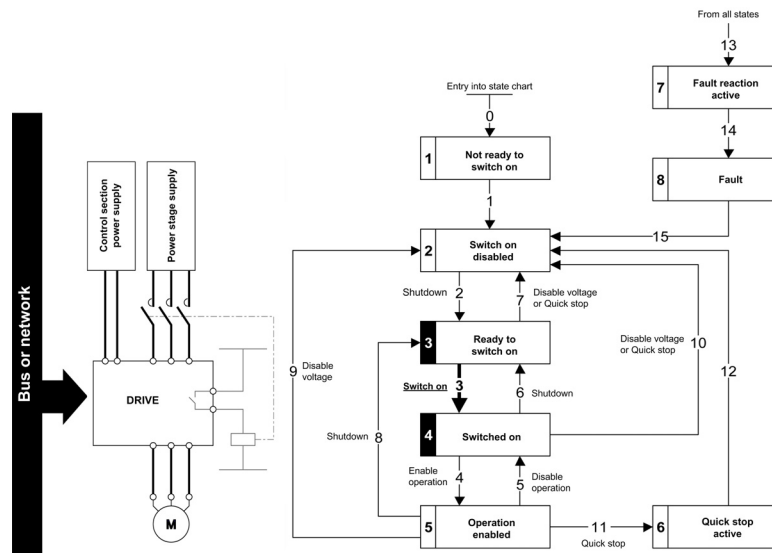 Bus or network
Control section
power supply
Power stage supply
DRIVE
M
From all states
13
7
Fault reaction
active
14
8
Fault
15
Entry into state chart
0
1
Not ready to
switch on
1
2
Switch on
disabled
Shutdown
2
7
Disable voltage
or Quick stop
3
Ready to
switch on
Switch on
3
6
Shutdown
4
Switched on
Enable
operation
4
5
Disable
operation
5
Operation
enabled
9
Disable
voltage
Shutdown
8
Disable voltage
or Quick stop
10
12
11
Quick stop
6
Quick stop
active